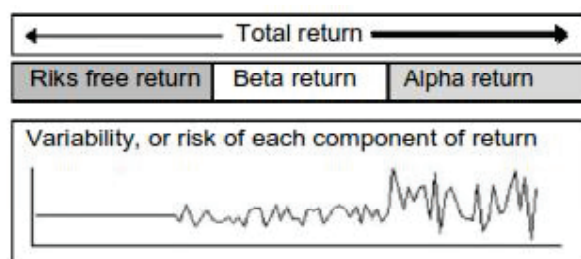 Total return
Riks free return Beta return Alpha return
Variability, or risk of each component of return